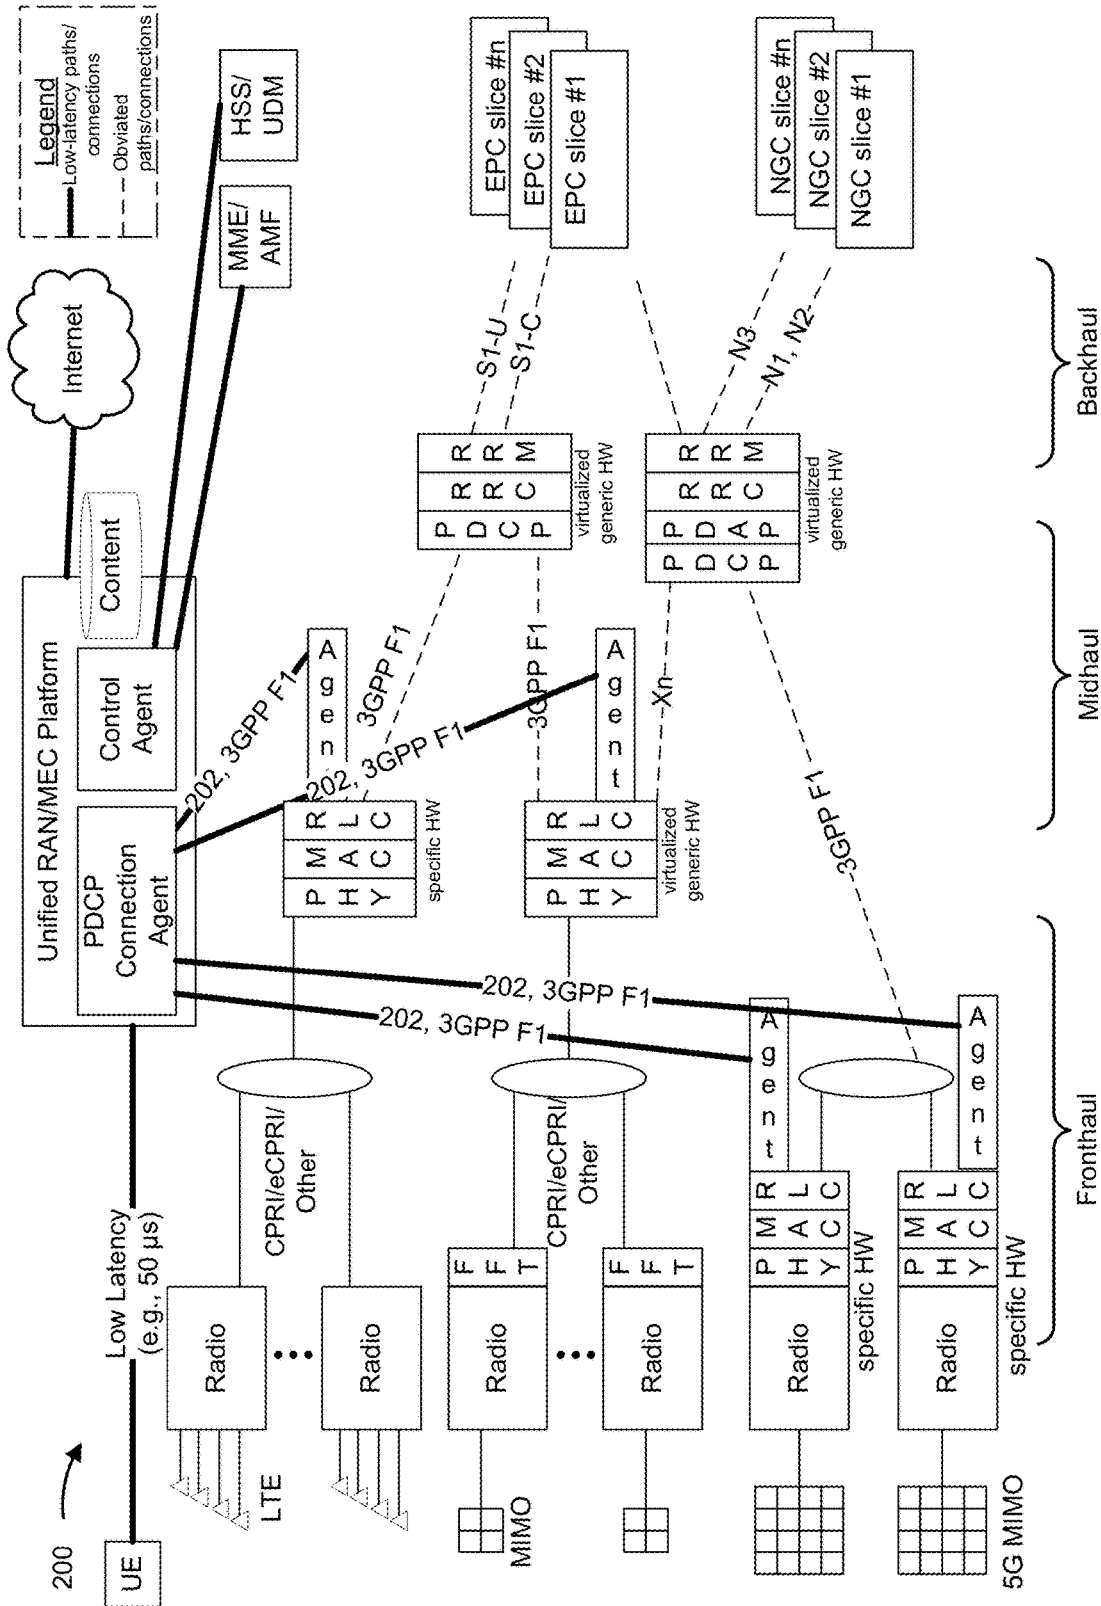 200
UE
Low Latency
(e.g., 50 µs)
Unified RAN/MEC Platform
PDCP
Connection
Agent
Control
Agent
Content
Internet
Legend
Low-latency paths/
connections
Obviated
paths/connections
MME/
AMF
HSS/
UDM
LTE
Radio
Radio
CPRI/eCPRI/
Other
PHY
MAC
RLC
specific HW
Agent
202, 3GPP F1
202, 3GPP F1
3GPP F1
PDCP
RRC
RRM
virtualized
generic HW
S1-U
S1-C
EPC slice #n
EPC slice #2
EPC slice #1
MIMO
Radio
FFT
Radio
FFT
CPRI/eCPRI/
Other
PHY
MAC
RLC
virtualized
generic HW
Agent
3GPP F1
Xn
202, 3GPP F1
202, 3GPP F1
PDCP
PDAP
RRC
RRM
virtualized
generic HW
N3
N1, N2
NGC slice #n
NGC slice #2
NGC slice #1
5G MIMO
Radio
PHY
MAC
RLC
specific HW
Agent
Radio
PHY
MAC
RLC
specific HW
Agent
3GPP F1
Fronthaul
Midhaul
Backhaul